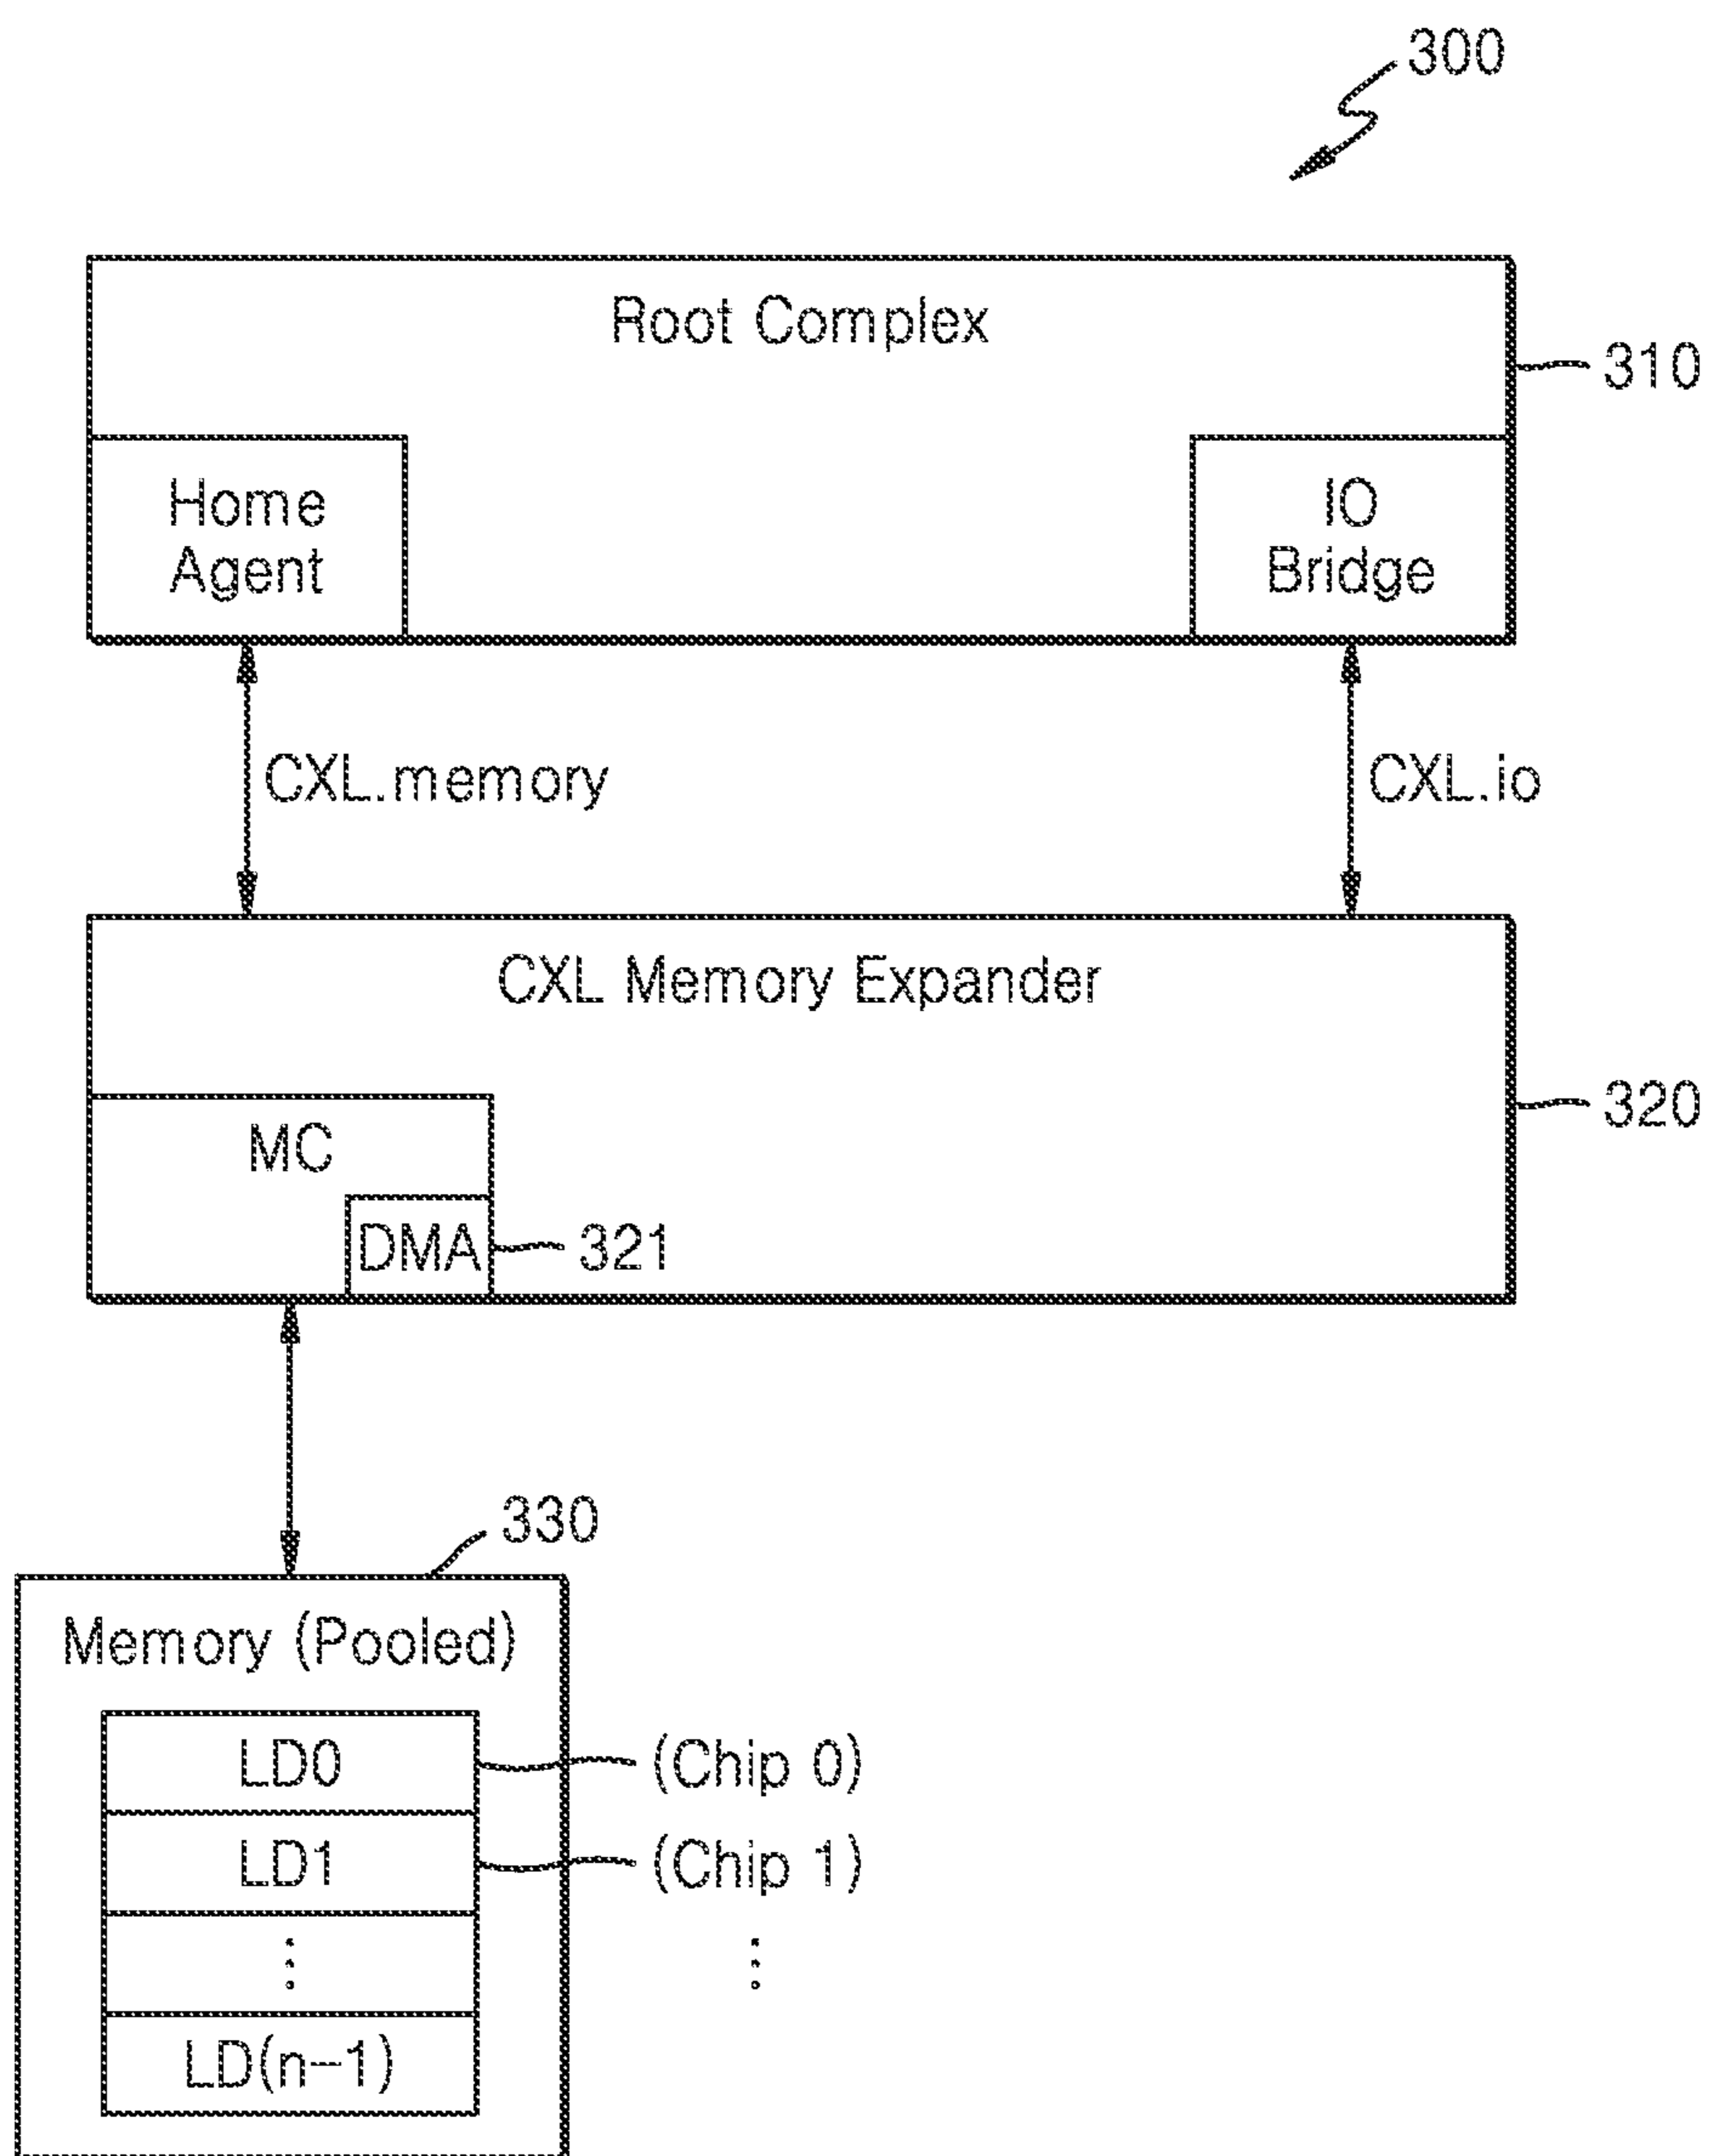 300
Root Complex
310
Home
Agent
IO
Bridge
CXL.memory
CXL.io
CXL Memory Expander
320
MC
DMA
321
330
Memory (Pooled)
LD0
(Chip 0)
LD1
(Chip 1)
LD(n-1)